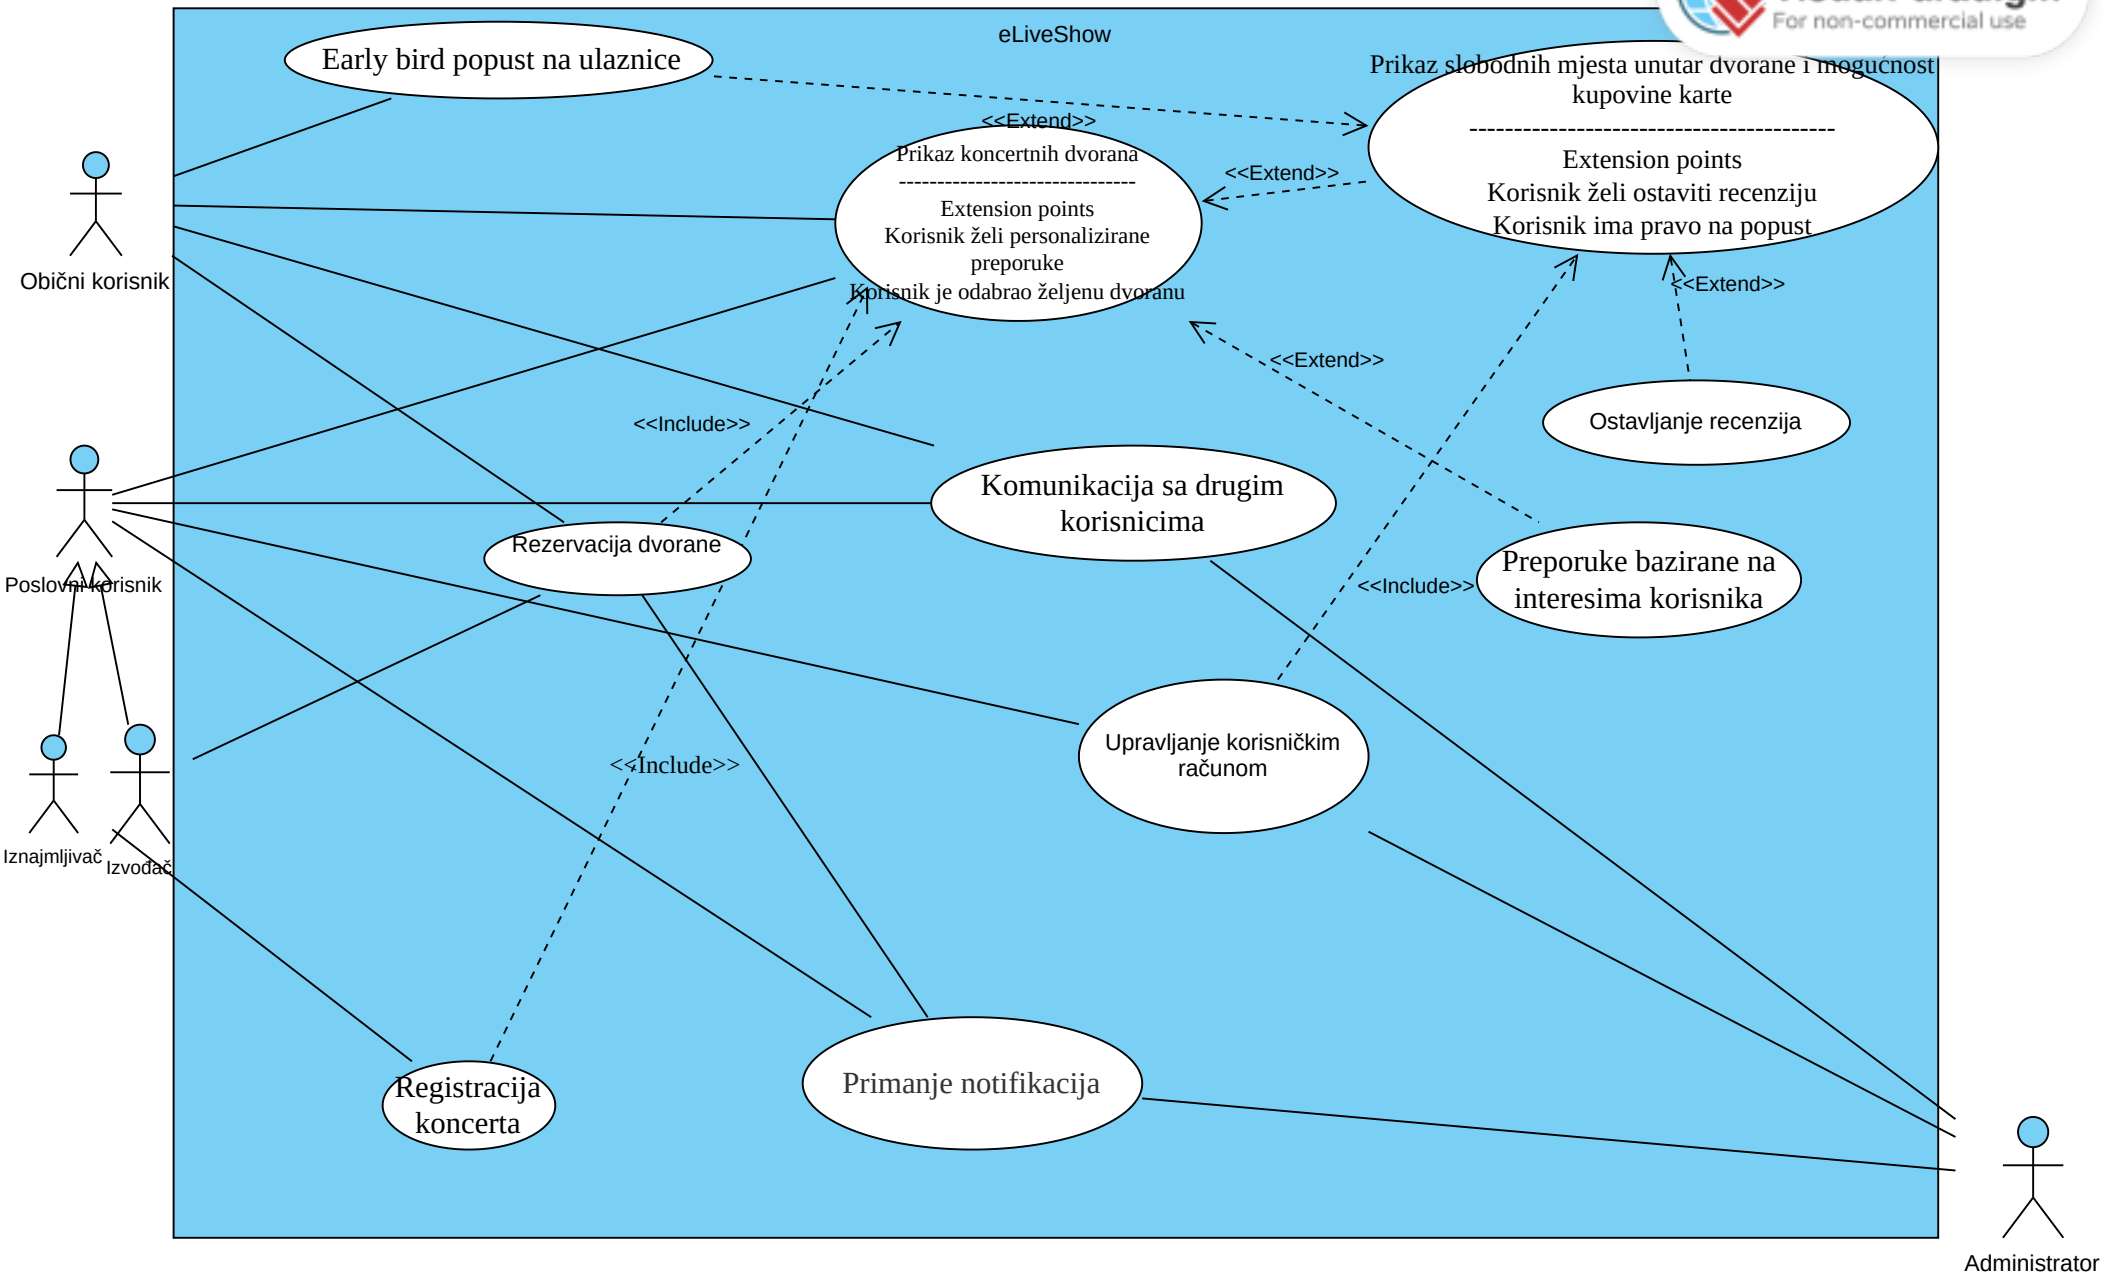 For non-commercial use
eLiveShow
Early bird popust na ulaznice
Prikaz slobodnih mjesta unutar dvorane i mogućnost
kupovine karte
-----------------------------------------
Extension points
Korisnik želi ostaviti recenziju
Korisnik ima pravo na popust
<<Extend>>
Prikaz koncertnih dvorana
-------------------------------
Extension points
Korisnik želi personalizirane
preporuke
Korisnik je odabrao željenu dvoranu
<<Extend>>
Obični korisnik
<<Extend>>
<<Extend>>
<<Include>>
Ostavljanje recenzija
Komunikacija sa drugim
korisnicima
Rezervacija dvorane
Poslovni korisnik
<<Include>>
Preporuke bazirane na
interesima korisnika
Upravljanje korisničkim
računom
<<Include>>
Iznajmljivač
Izvođač
Registracija
koncerta
Primanje notifikacija
Administrator